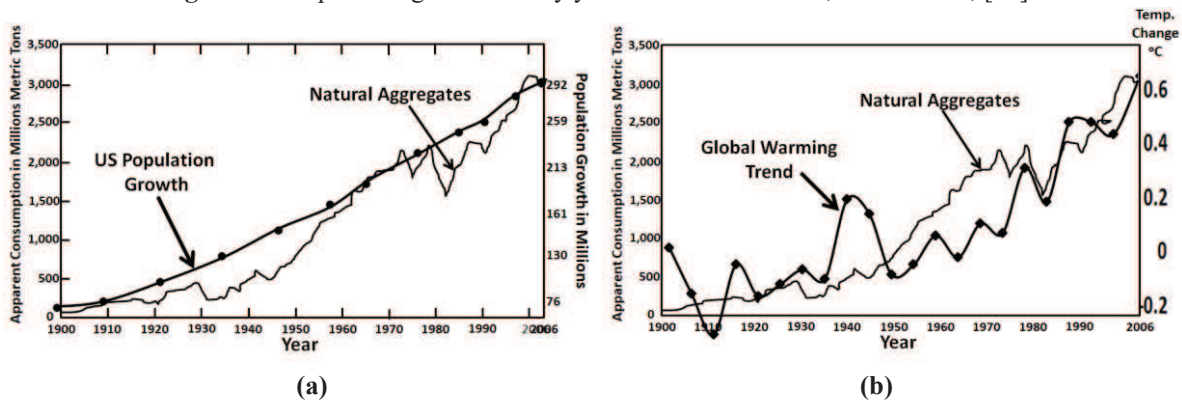 (a)
Apparent Consumption in Millions Metric Tons
3,500
3,000
2,500
2,000
1,500
1,000
500
0
US Population
Growth
Natural Aggregates
Population Growth in Millions
292
259
213
161
130
76
1900 1910 1920 1930 1940 1950 1960 1970 1980 1990 2006
Year
(b)
Apparent Consumption in Millions Metric Tons
3,500
3,000
2,500
2,000
1,500
1,000
500
0
Global Warming
Trend
Natural Aggregates
Temp.
Change
°C
0.6
0.4
0.2
0
-0.2
1900 1910 1920 1930 1940 1950 1960 1970 1990 2006
Year